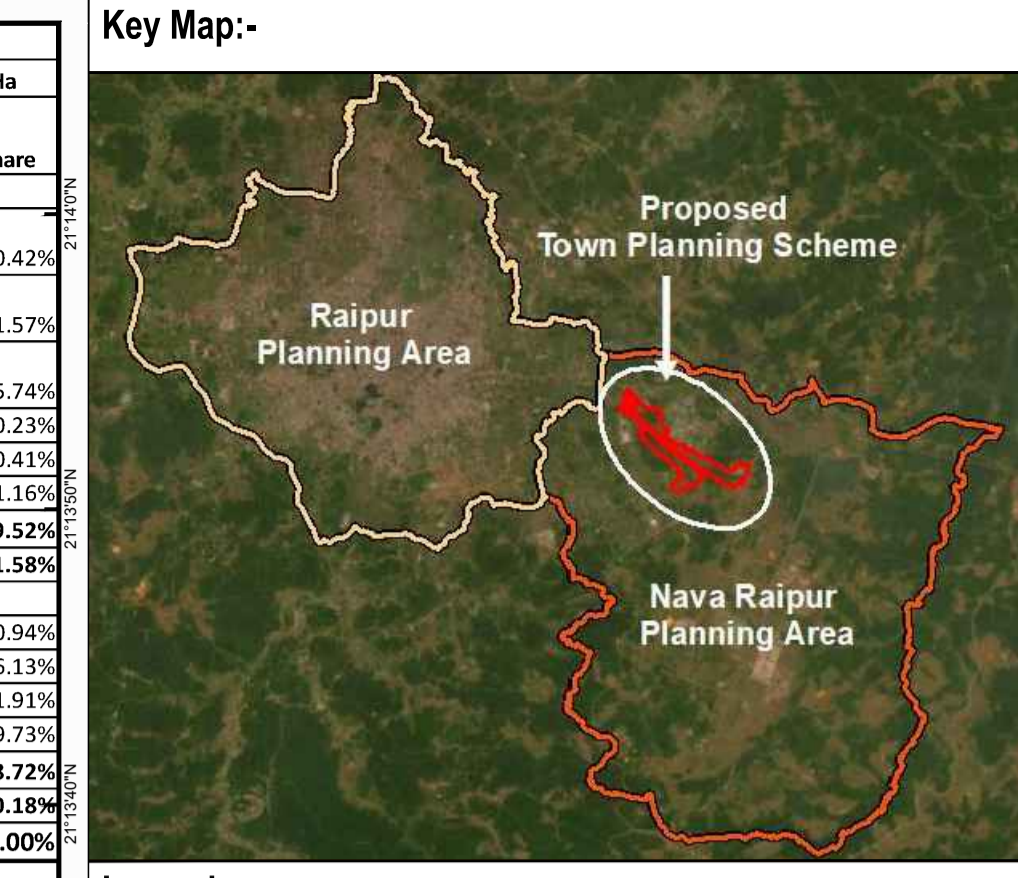 Key Map:-
Ha
hare
0.42%
1.57%
5.74%
0.23%
0.41%
1.16%
9.52%
1.58%
0.94%
5.13%
1.91%
9.73%
3.72%
0.18%
.00%
21°14'0"N
21°13'50"N
21°13'40"N
Proposed
Town Planning Scheme
Raipur
Planning Area
Nava Raipur
Planning Area